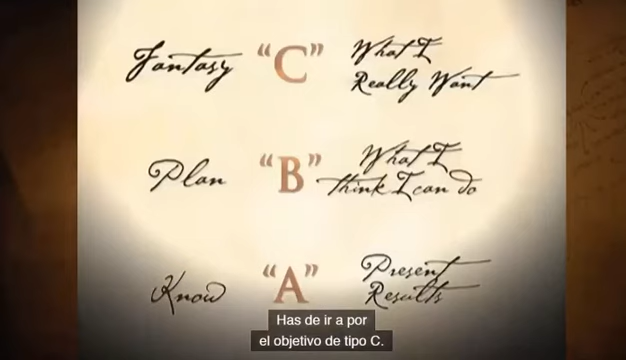 Fantasy "C" What I
Really Want
Plan "B" What I
think I can do
Know "A" Present
Results
Has de ir a por
el objetivo de tipo C.